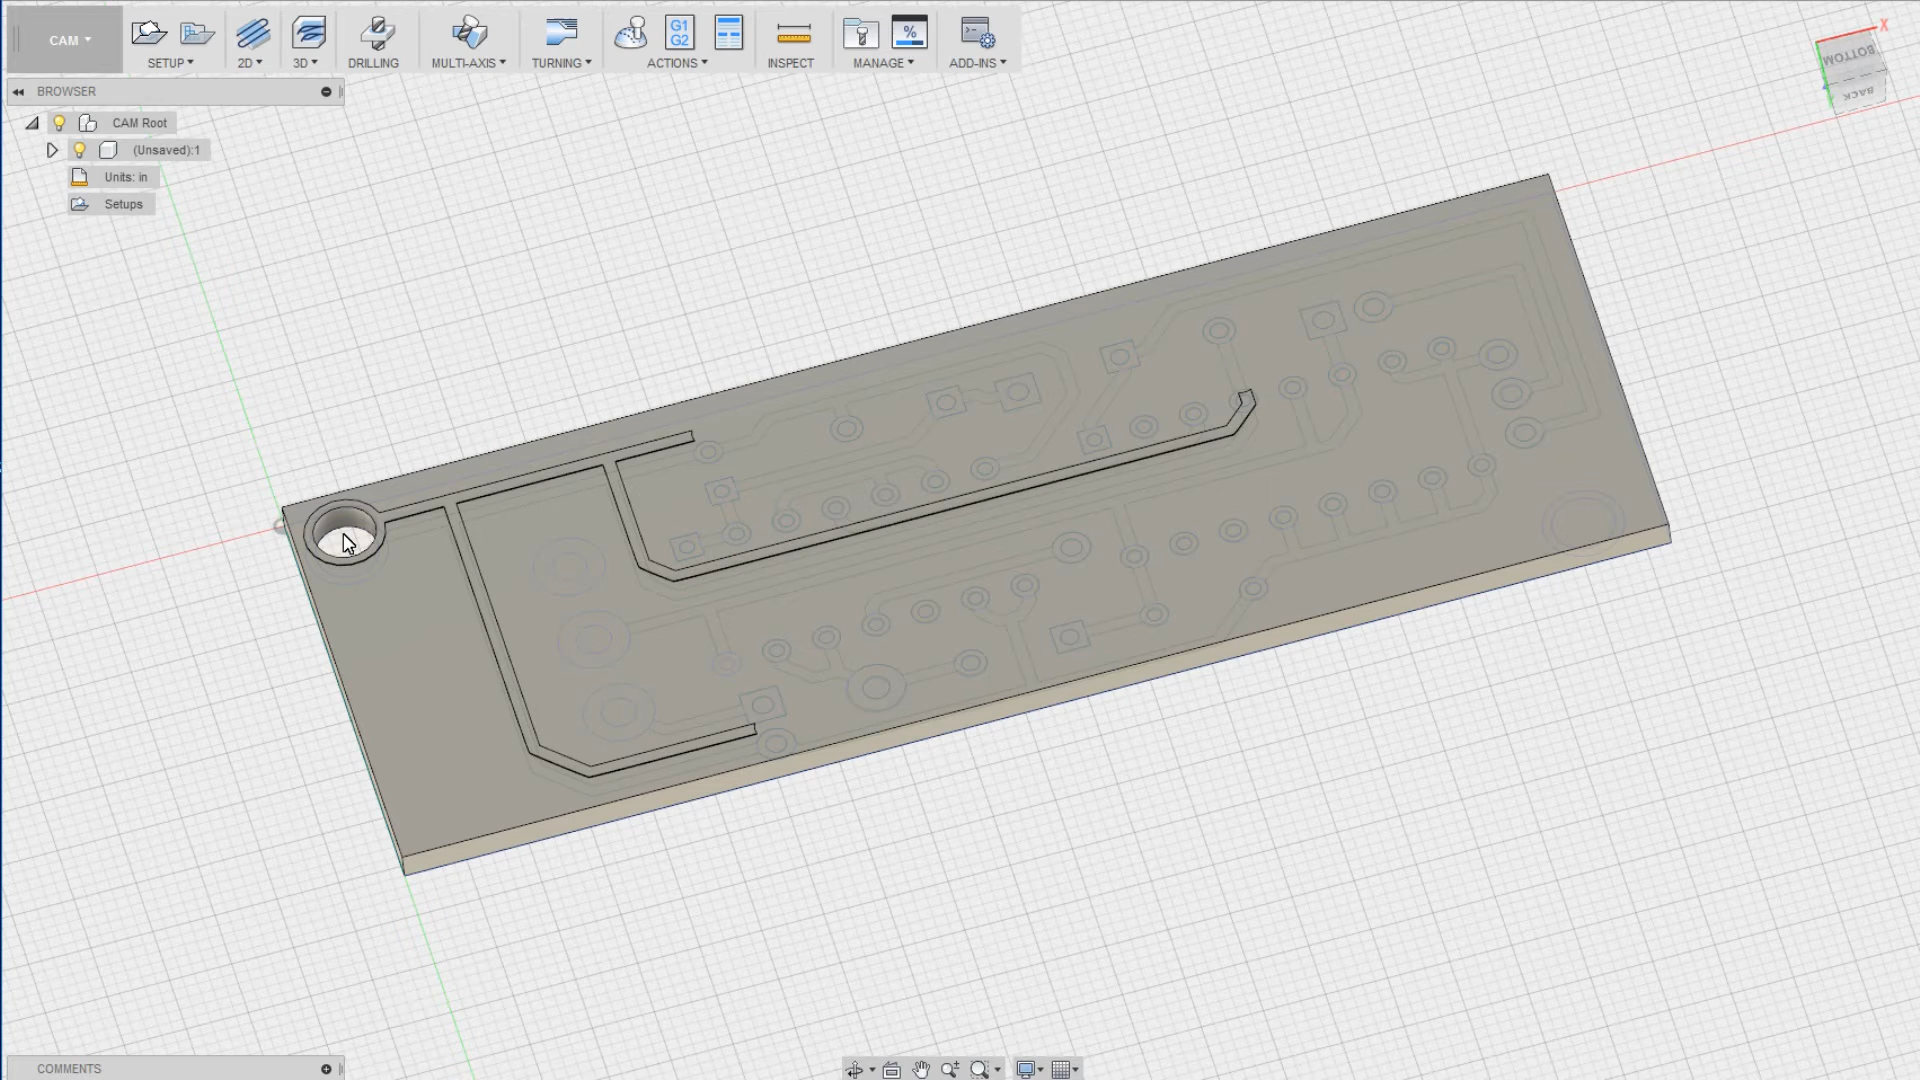 CAM
SETUP
2D
3D
DRILLING
MULTI-AXIS
TURNING
G1
G2
ACTIONS
INSPECT
%
MANAGE
ADD-INS
X
BOTTOM
BACK
BROWSER
CAM Root
(Unsaved):1
Units: in
Setups
COMMENTS